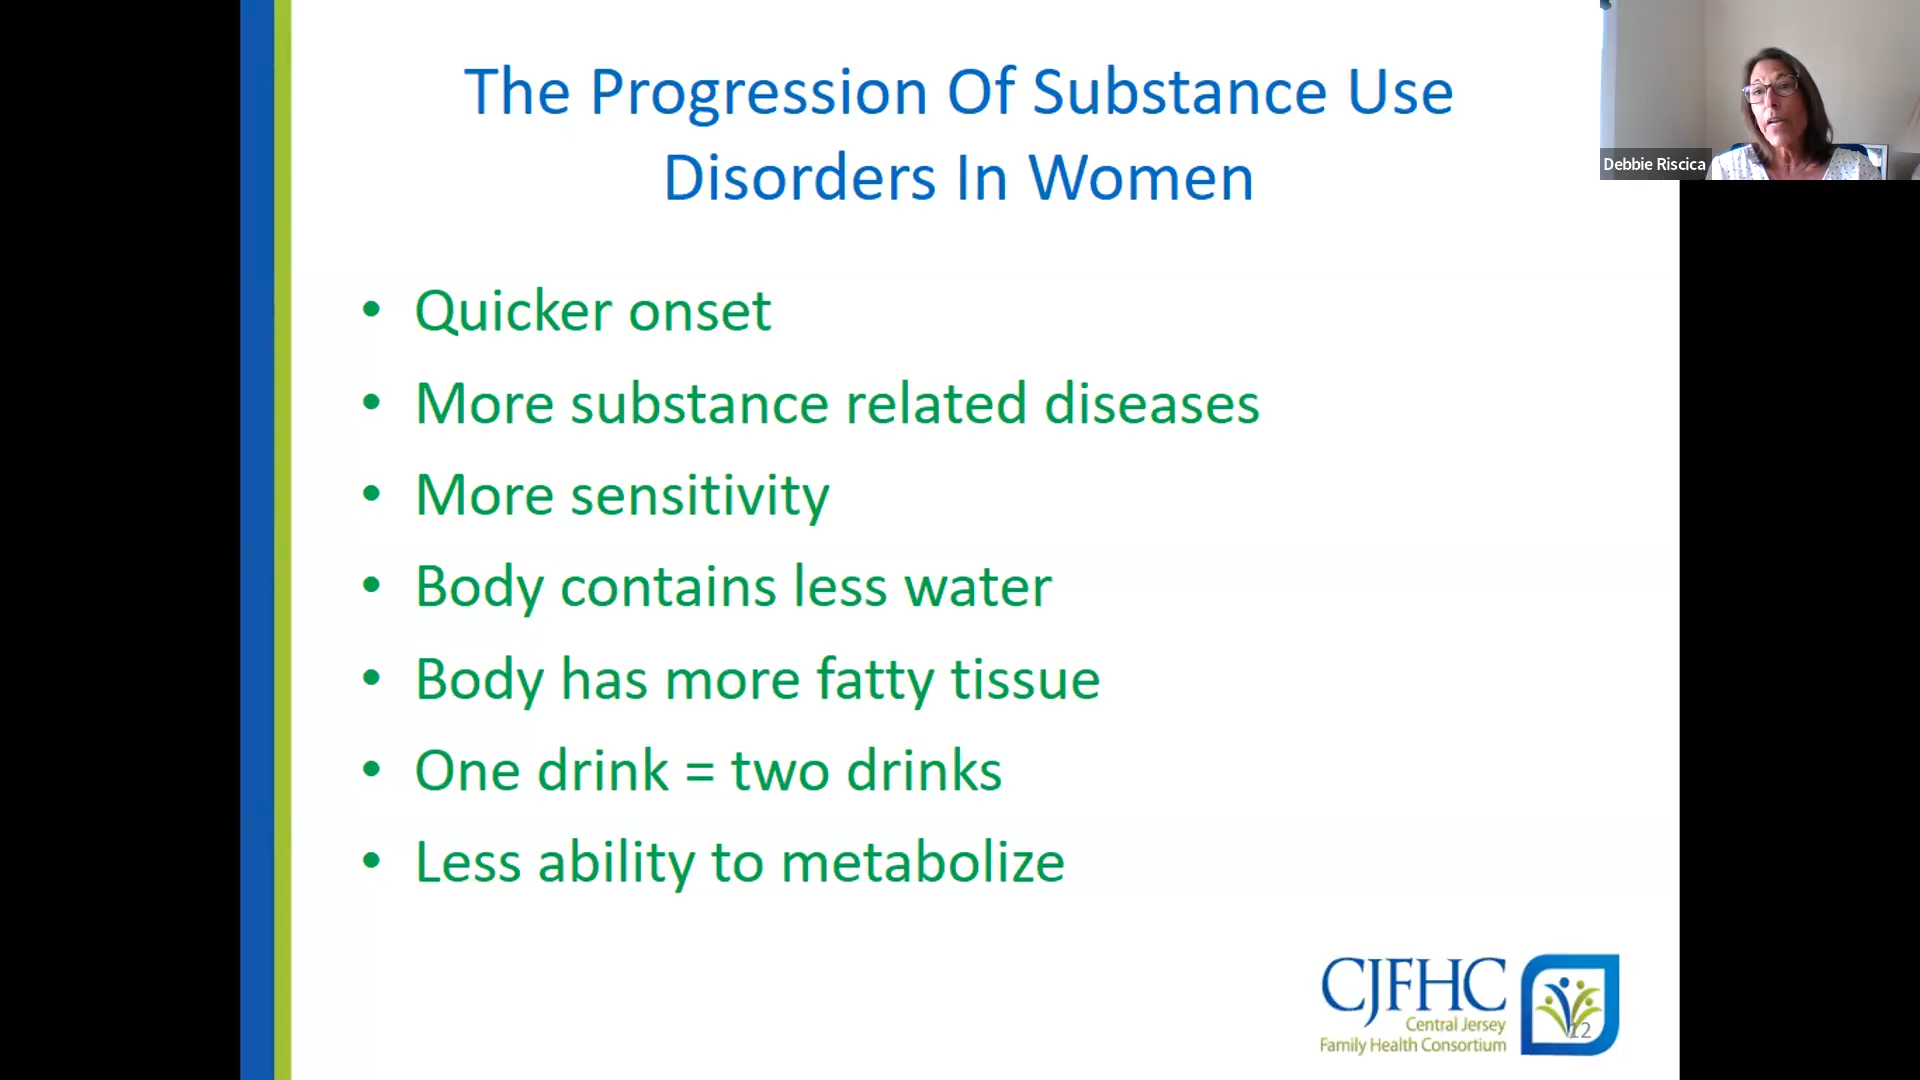 The Progression Of Substance Use
Disorders In Women
Debbie Riscica
• Quicker onset
• More substance related diseases
• More sensitivity
• Body contains less water
• Body has more fatty tissue
• One drink = two drinks
• Less ability to metabolize
CJFHC
Central Jersey
Family Health Consortium
12